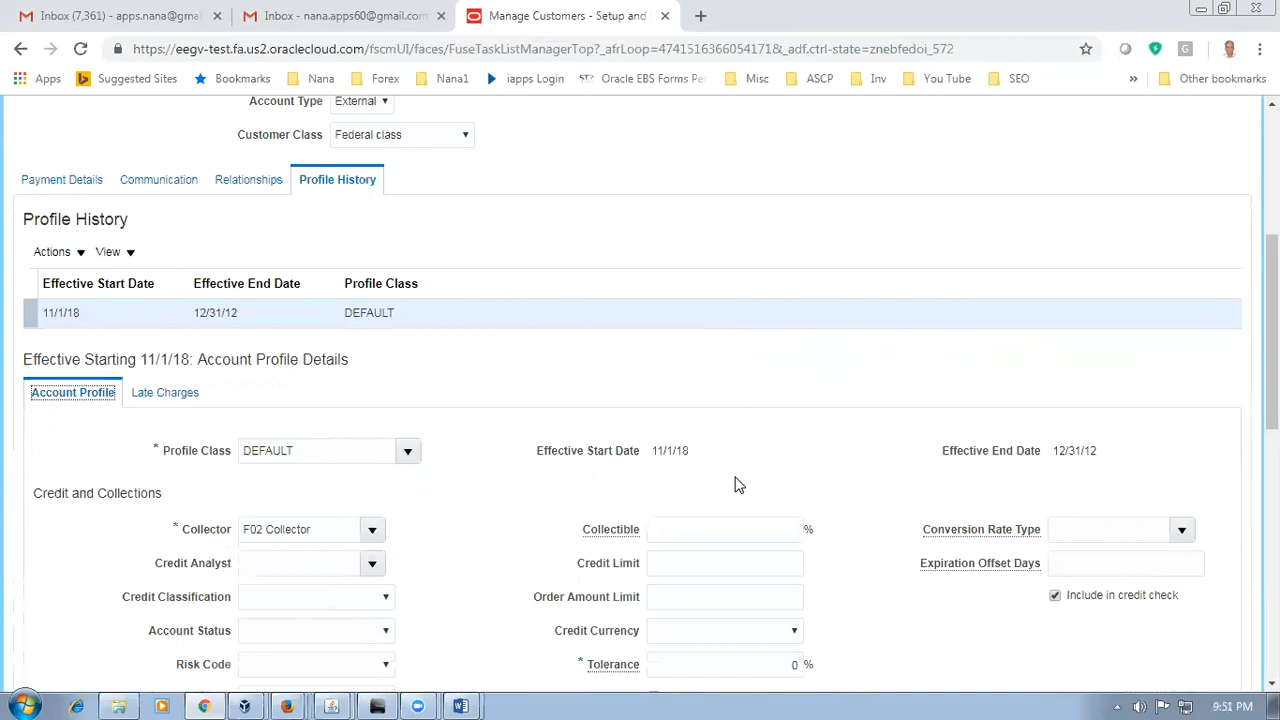 Inbox (7,361) - apps.nana@gma
Inbox - nana.apps60@gmail.com
Manage Customers - Setup and
https://eegv-test.fa.us2.oraclecloud.com/fscmUI/faces/FuseTaskListManagerTop?_afrLoop=47415163660541718&_adf.ctrl-state=znebfedoi_572
Apps Suggested Sites Bookmarks Nana Forex Nana1 iapps Login Oracle EBS Forms Per Misc ASCP Inv You Tube SEO » Other bookmarks
Account Type External
Customer Class Federal class
Payment Details Communication Relationships Profile History
Profile History
Actions View
Effective Start Date Effective End Date Profile Class
11/1/18 12/31/12 DEFAULT
Effective Starting 11/1/18: Account Profile Details
Account Profile Late Charges
* Profile Class DEFAULT Effective Start Date 11/1/18 Effective End Date 12/31/12
Credit and Collections
* Collector F02 Collector Collectible % Conversion Rate Type
Credit Analyst Credit Limit Expiration Offset Days
Credit Classification Order Amount Limit Include in credit check
Account Status Credit Currency
Risk Code * Tolerance 0 %
9:51 PM